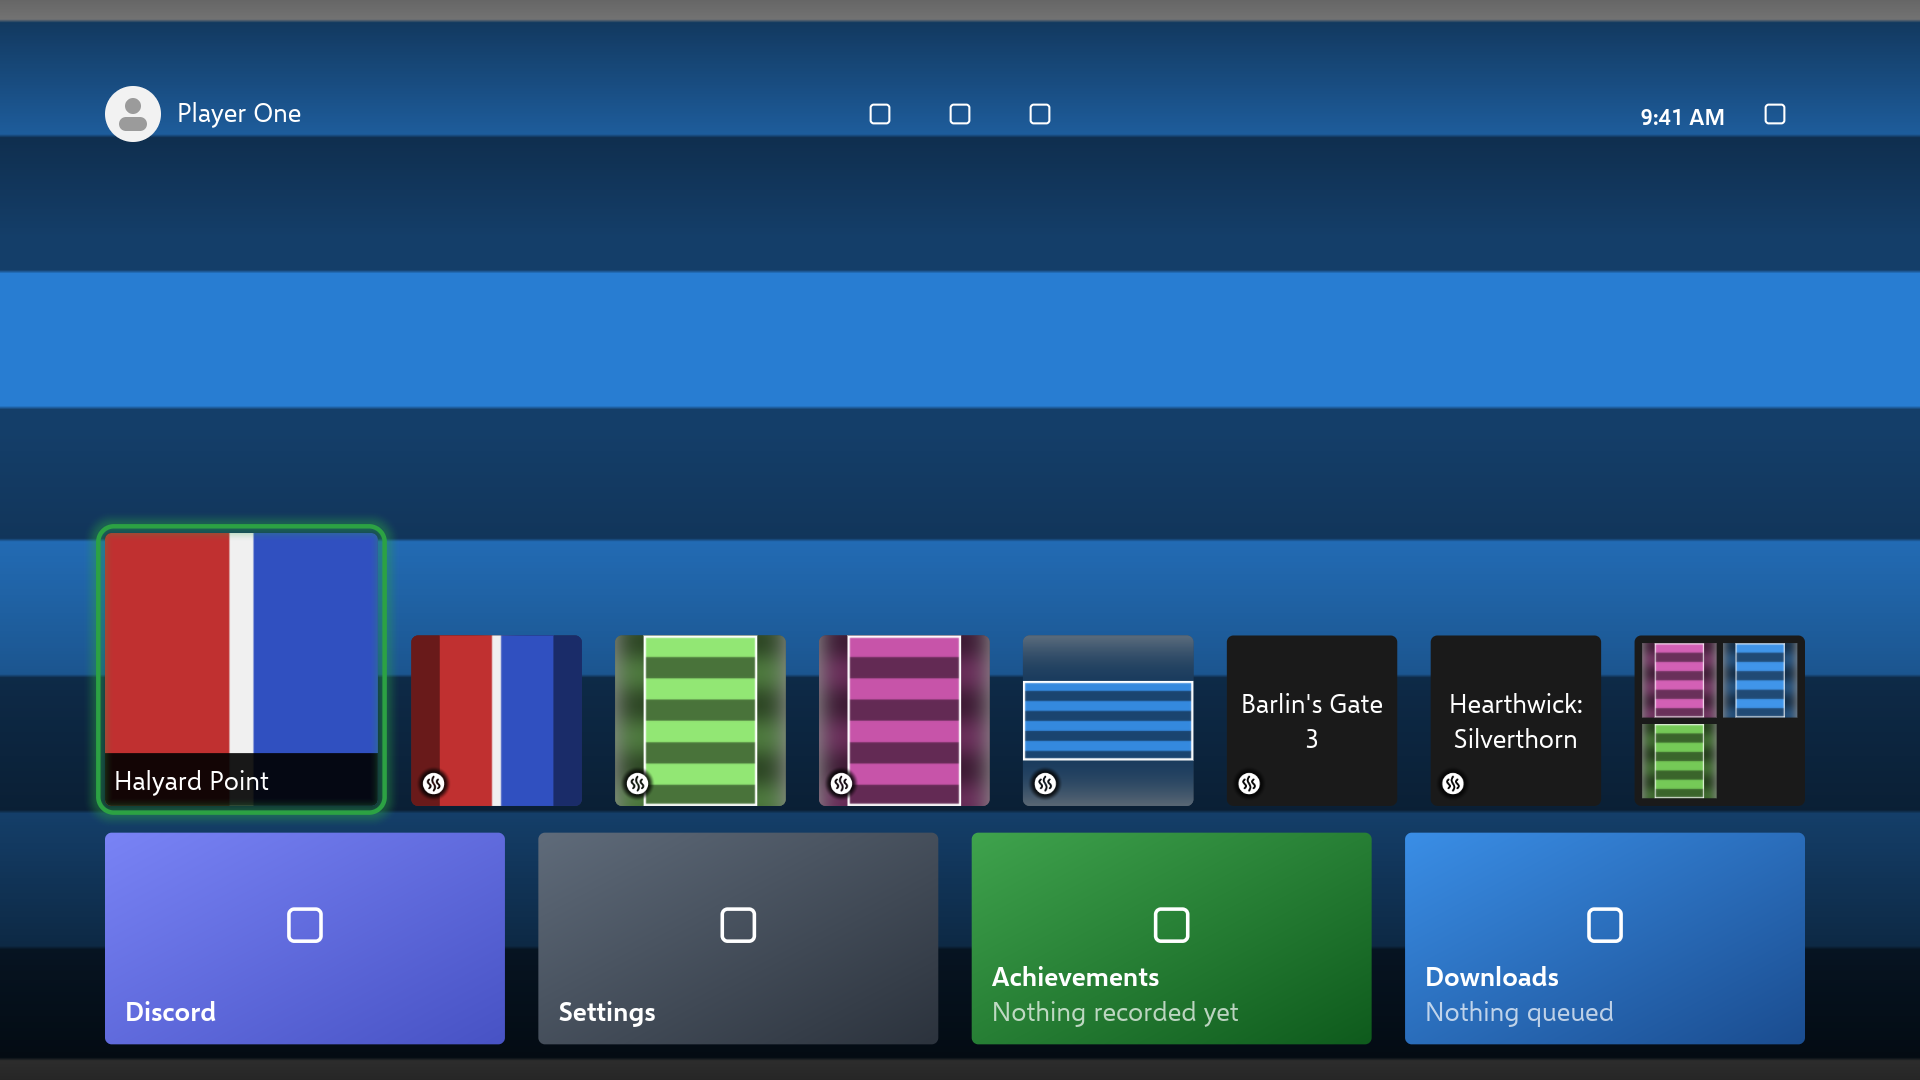 Player One
9:41 AM
Halyard Point
Barlin's Gate
3
Hearthwick:
Silverthorn
Discord
Settings
Achievements
Nothing recorded yet
Downloads
Nothing queued